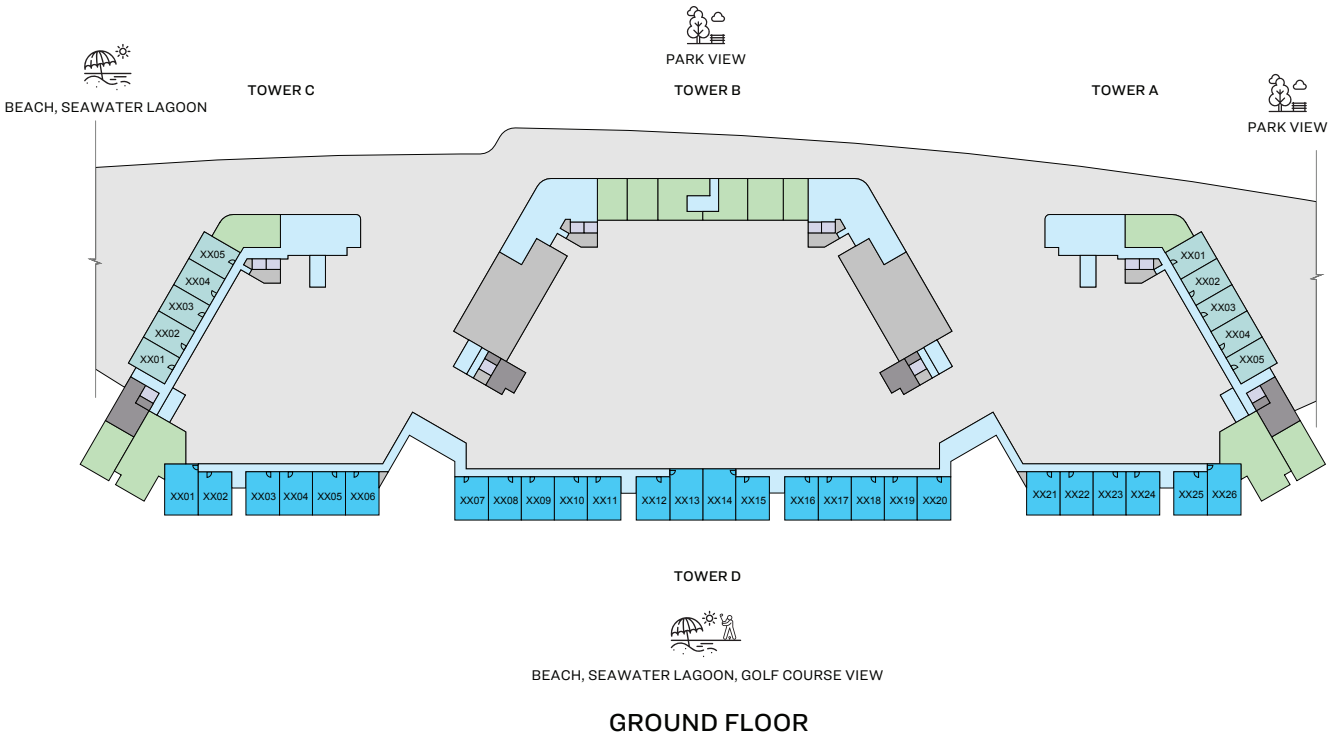 PARK VIEW
BEACH, SEAWATER LAGOON
TOWER C
TOWER B
TOWER A
PARK VIEW
XX05
XX04
XX03
XX02
XX01
XX01
XX02
XX03
XX04
XX05
XX01 XX02 XX03 XX04 XX05 XX06 XX07 XX08 XX09 XX10 XX11 XX12 XX13 XX14 XX15 XX16 XX17 XX18 XX19 XX20 XX21 XX22 XX23 XX24 XX25 XX26
TOWER D
BEACH, SEAWATER LAGOON, GOLF COURSE VIEW
GROUND FLOOR